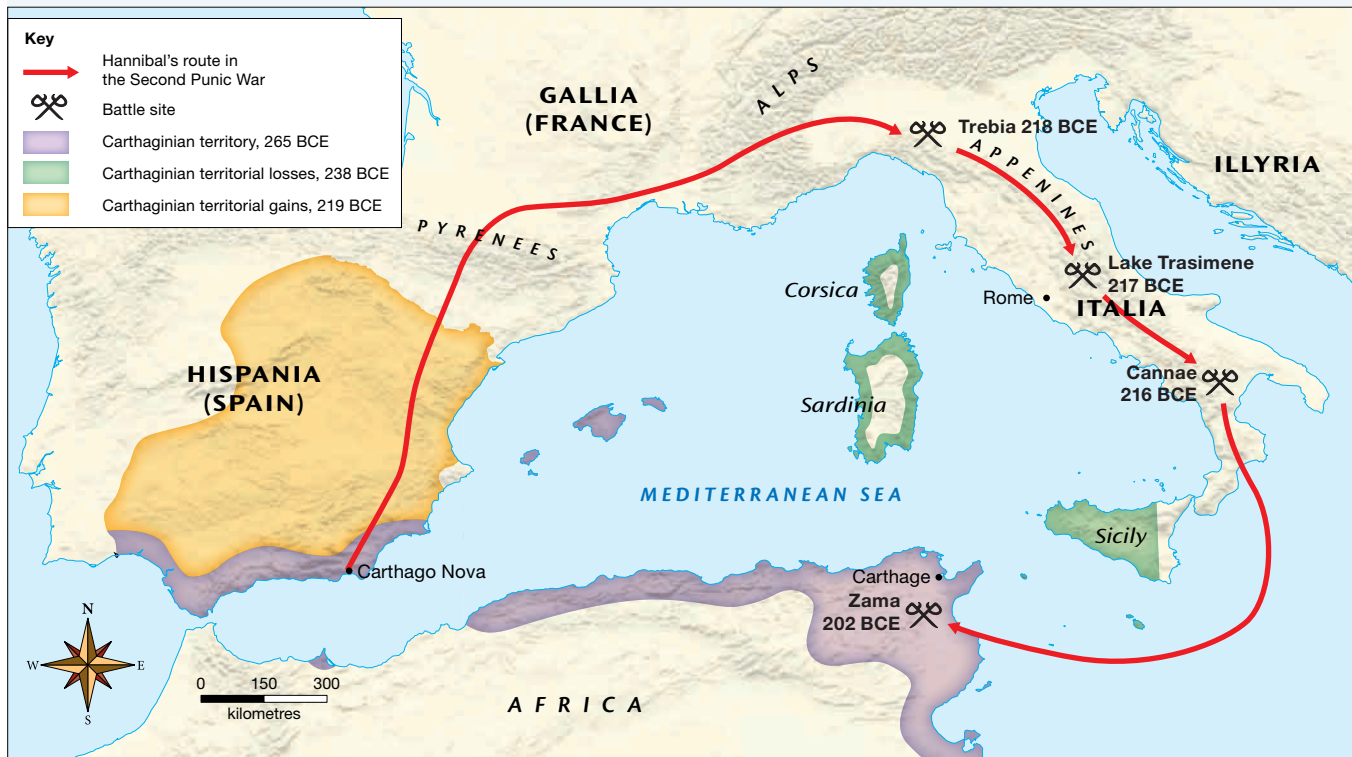 Key
Hannibal's route in
the Second Punic War
Battle site
Carthaginian territory, 265 BCE
Carthaginian territorial losses, 238 BCE
Carthaginian territorial gains, 219 BCE
GALLIA
(FRANCE)
ALPS
Trebia 218 BCE
APPENINES
ILLYRIA
PYRENEES
Lake Trasimene
217 BCE
Corsica
Rome
ITALIA
HISPANIA
(SPAIN)
Cannae
216 BCE
Sardinia
MEDITERRANEAN SEA
Sicily
Carthago Nova
Carthage
Zama
202 BCE
N
W
E
S
0 150 300
kilometres
AFRICA